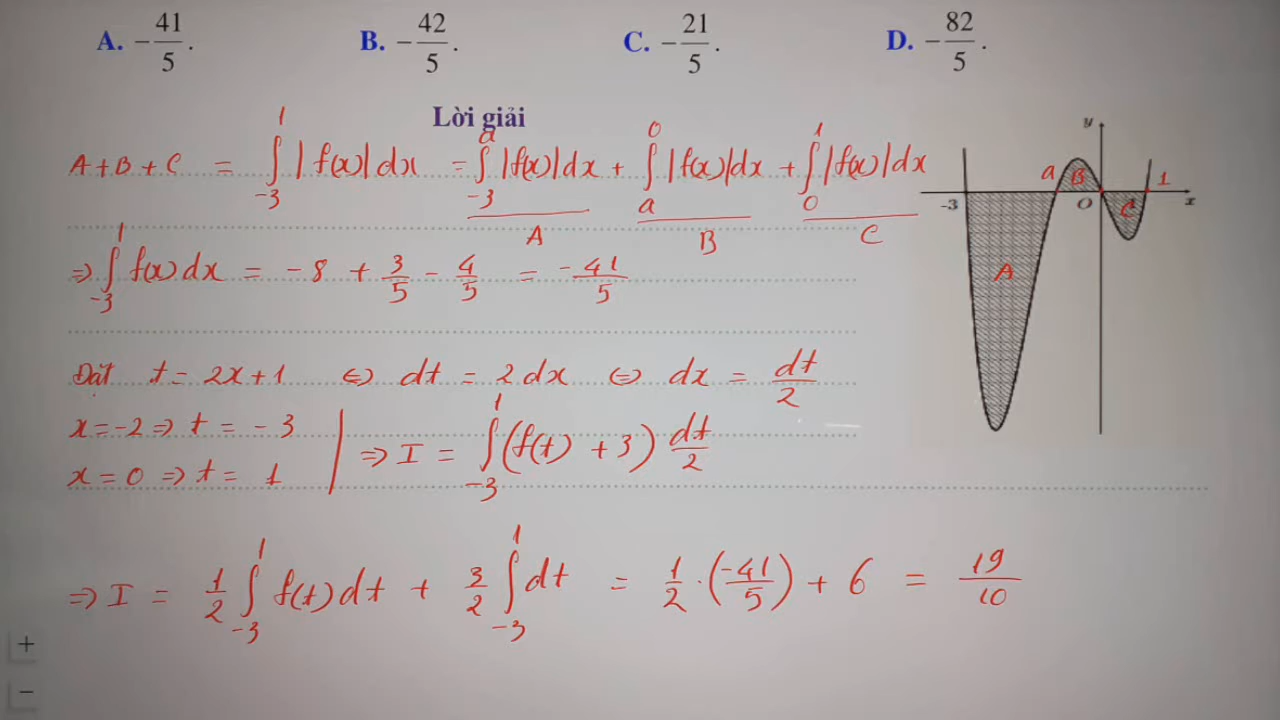 A. -41/5. B. -42/5. C. -21/5. D. -82/5.
Lời giải
A + B + C = ∫_{-3}^{1} |f(x)| dx = ∫_{-3}^{a} |f(x)| dx + ∫_{a}^{0} |f(x)| dx + ∫_{0}^{1} |f(x)| dx
A B C
⇒ ∫_{-3}^{1} f(x) dx = -8 + 3/5 - 4/5 = -41/5
Đặt t = 2x+1 ⇔ dt = 2 dx ⇔ dx = dt/2
x = -2 ⇒ t = -3
x = 0 ⇒ t = 1
⇒ I = ∫_{-3}^{1} (f(t) + 3) dt/2
⇒ I = 1/2 ∫_{-3}^{1} f(t) dt + 3/2 ∫_{-3}^{1} dt = 1/2 . (-41/5) + 6 = 19/10
y
a B 1
-3 O C x
A
+
−